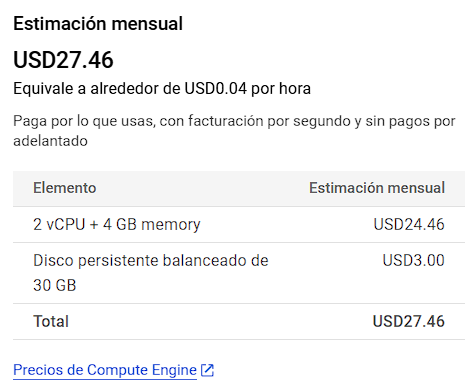 Estimación mensual
USD27.46
Equivale a alrededor de USD0.04 por hora
Paga por lo que usas, con facturación por segundo y sin pagos por
adelantado
Elemento Estimación mensual
2 vCPU + 4 GB memory USD24.46
Disco persistente balanceado de USD3.00
30 GB
Total USD27.46
Precios de Compute Engine